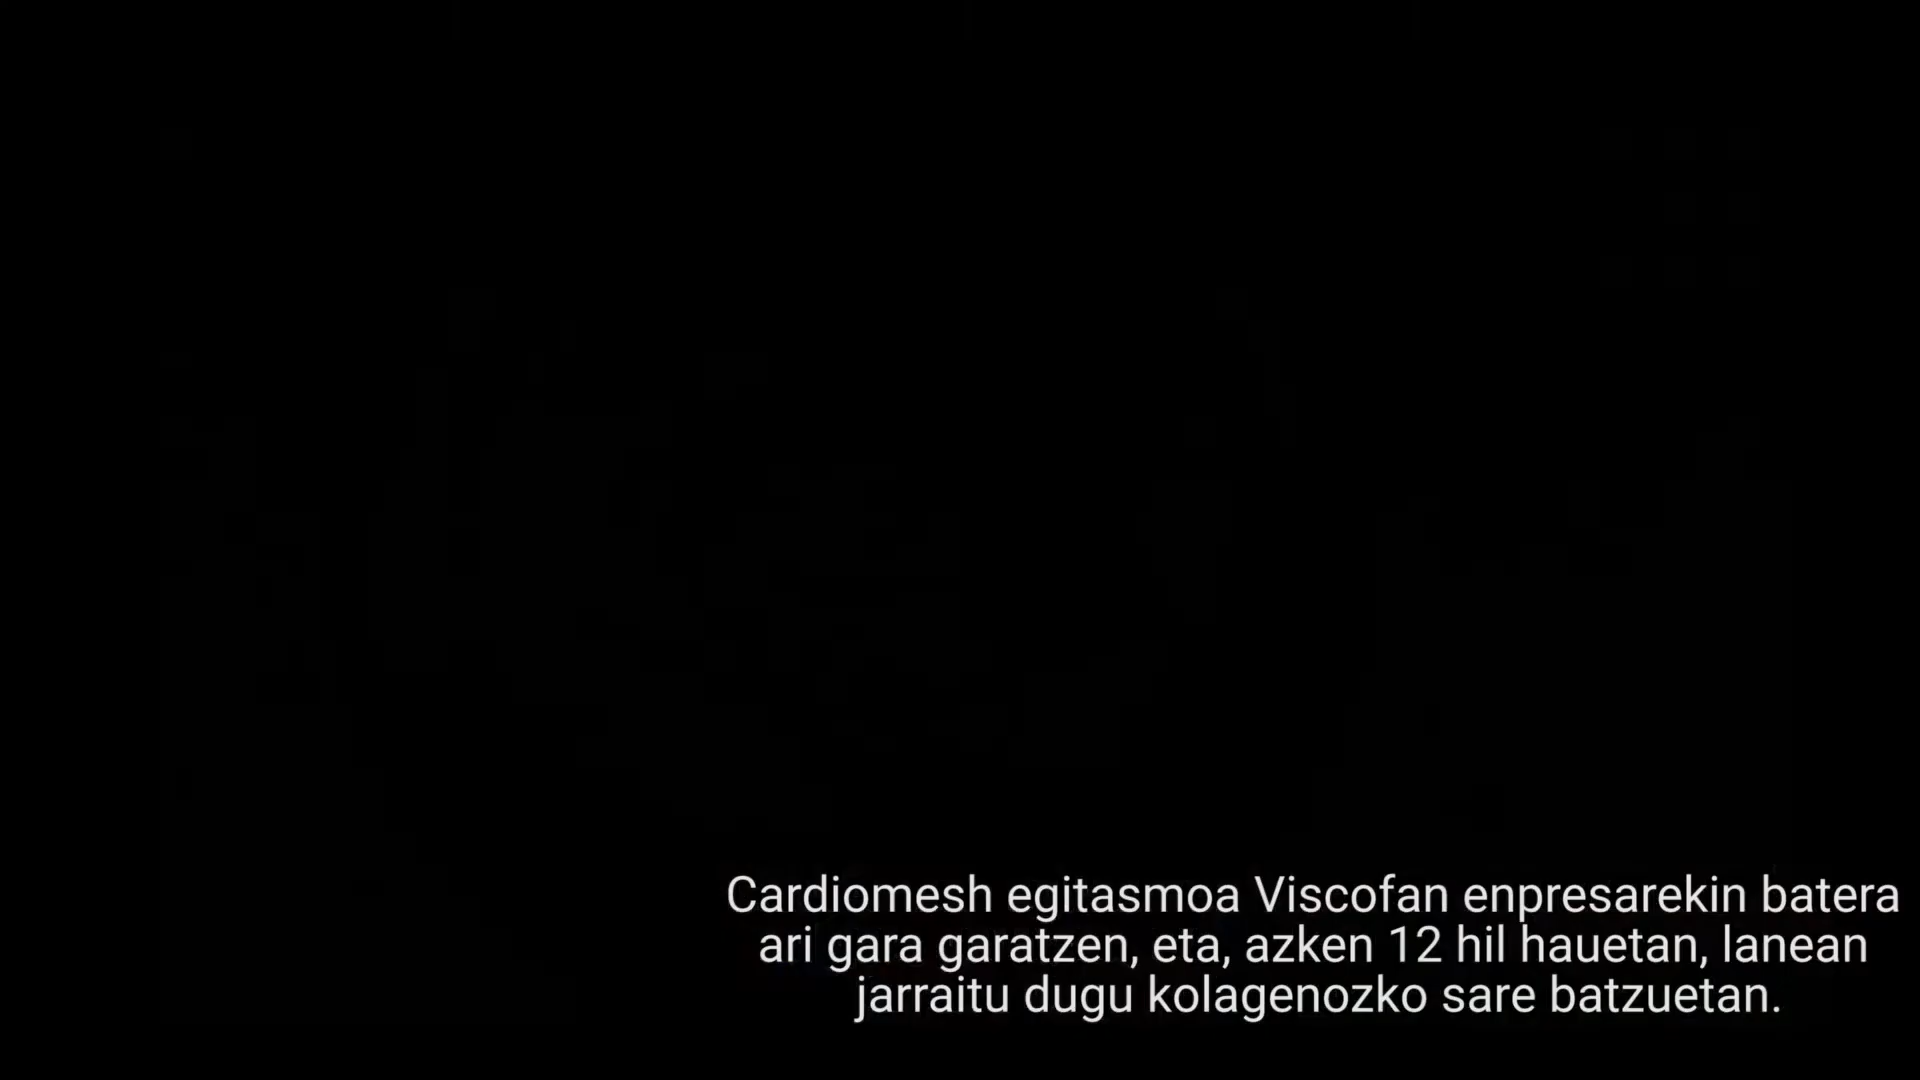 Cardiomesh egitasmoa Viscofan enpresarekin batera
ari gara garatzen, eta, azken 12 hil hauetan, lanean
jarraitu dugu kolagenozko sare batzuetan.